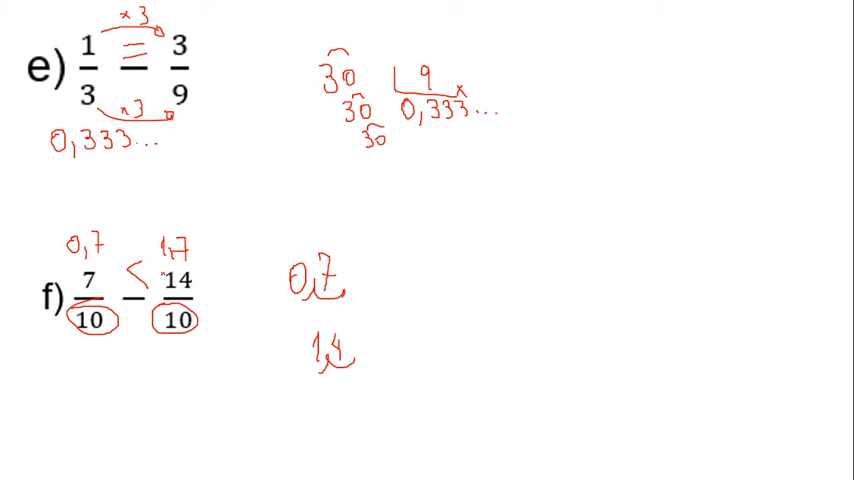 × 3
e) 1/3 = 3/9
× 3
0,333...
30 | 9
30 0,333...
30
0,7 1,7
f) 7/10 < 14/10
0,7
1,4